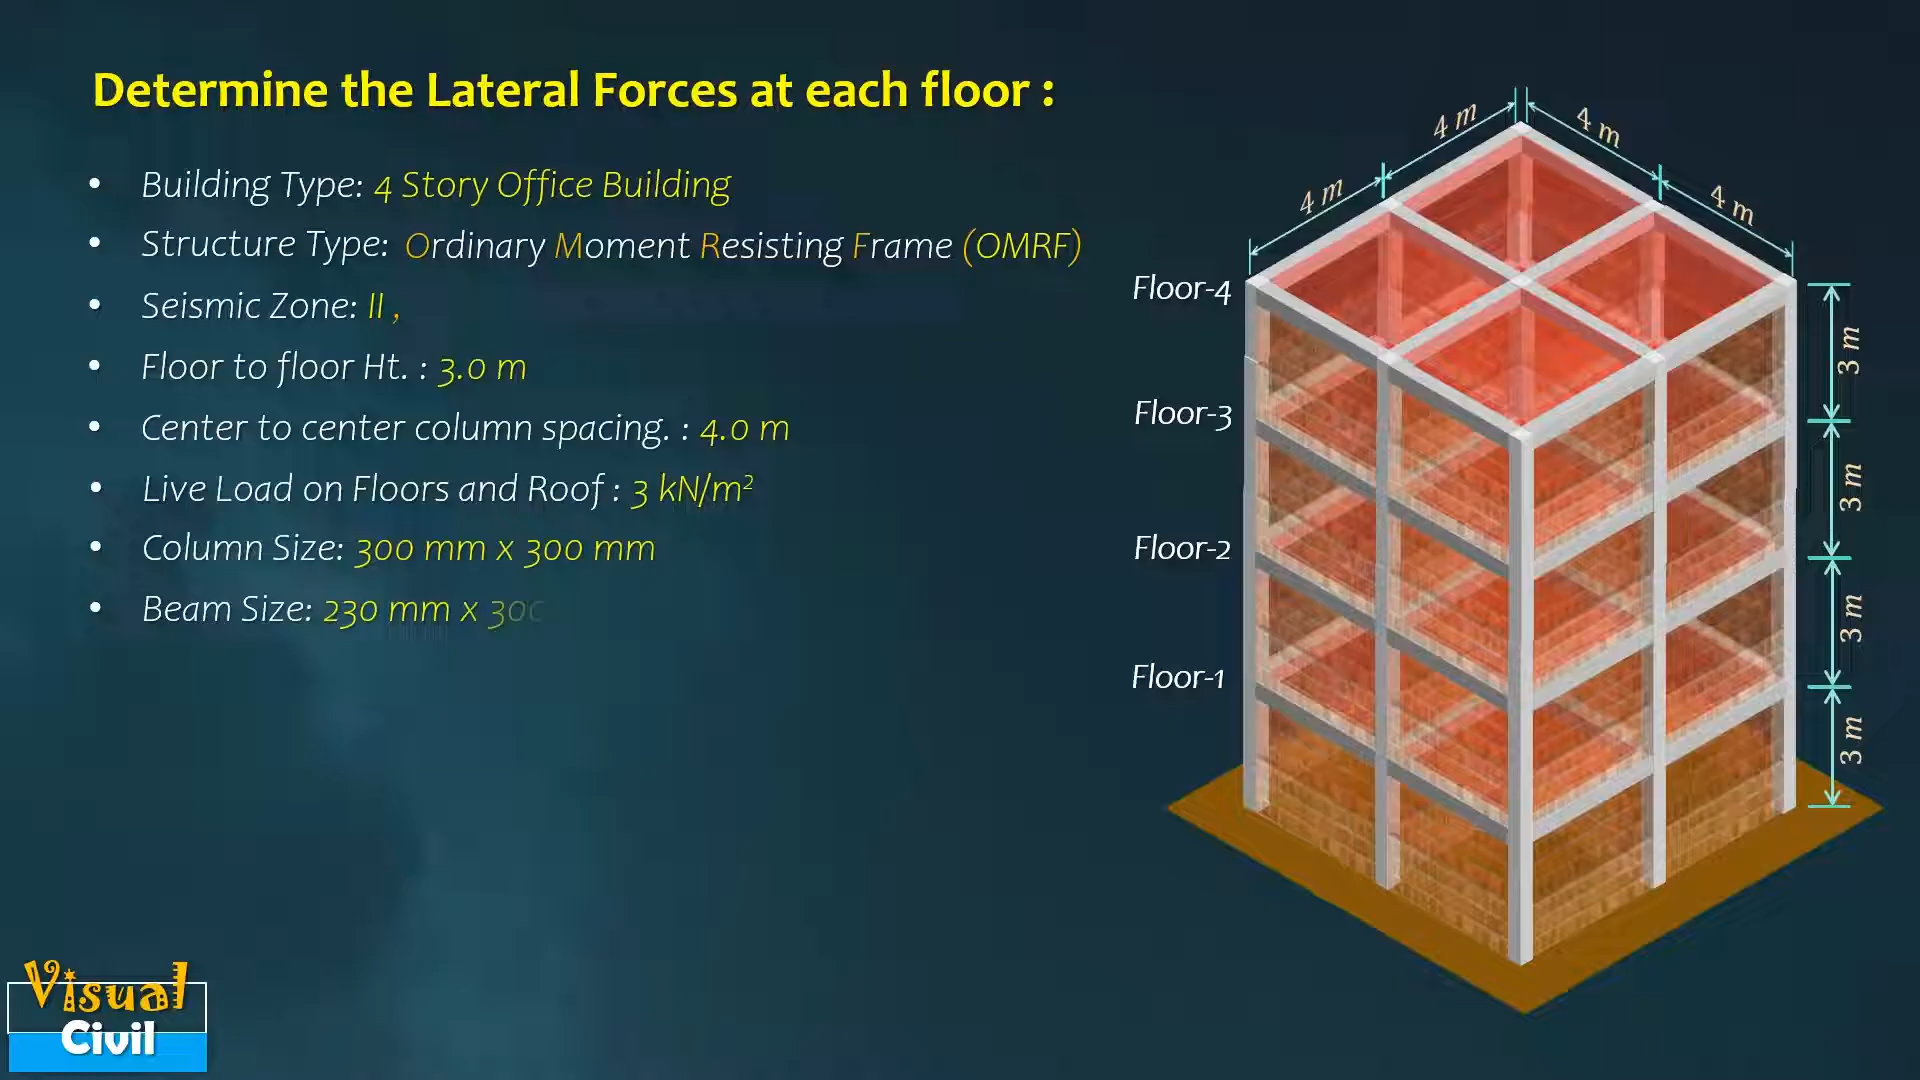 Determine the Lateral Forces at each floor :
• Building Type: 4 Story Office Building
• Structure Type: Ordinary Moment Resisting Frame (OMRF)
• Seismic Zone: II ,
• Floor to floor Ht. : 3.0 m
• Center to center column spacing. : 4.0 m
• Live Load on Floors and Roof : 3 kN/m²
• Column Size: 300 mm x 300 mm
• Beam Size: 230 mm x 300
4 m
4 m
4 m
4 m
Floor-4
3 m
Floor-3
3 m
Floor-2
3 m
Floor-1
3 m
Visual
Civil